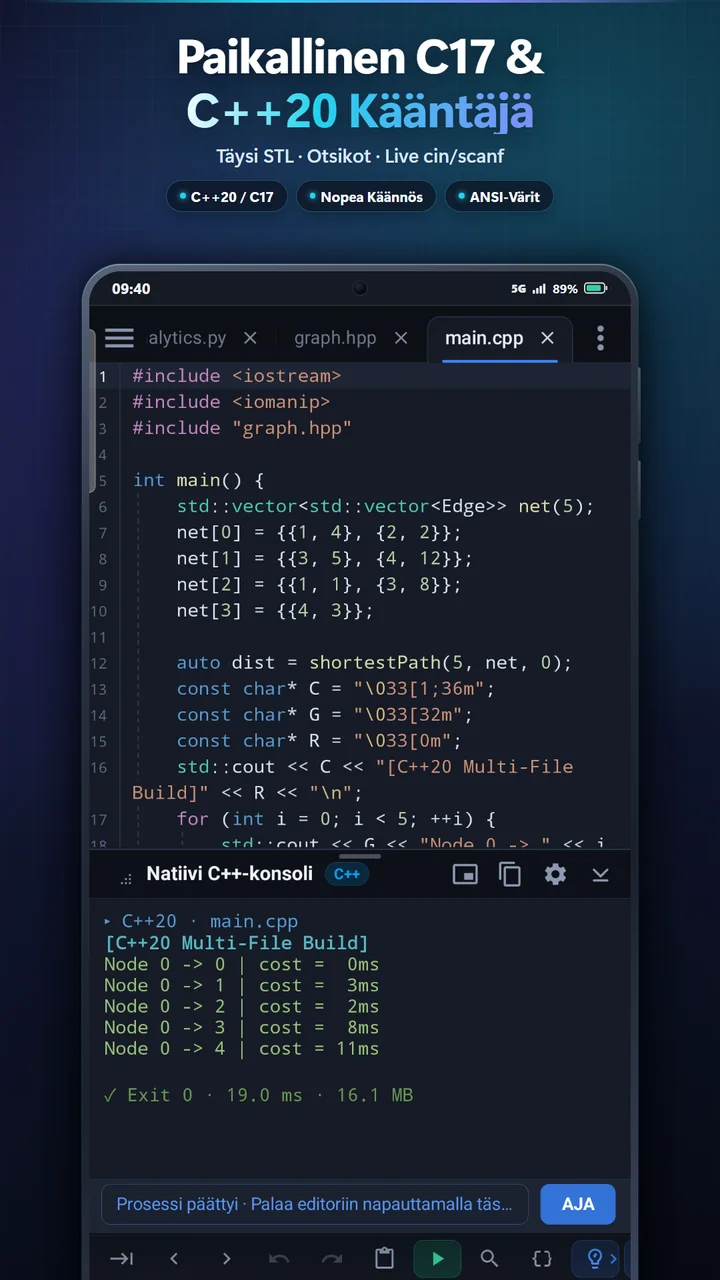 Paikallinen C17 &
C++20 Kääntäjä
Täysi STL · Otsikot · Live cin/scanf
C++20 / C17
Nopea Käännös
ANSI-Värit
09:40
5G
89%
alytics.py
graph.hpp
main.cpp
1 #include <iostream>
2 #include <iomanip>
3 #include "graph.hpp"
4
5 int main() {
6 std::vector<std::vector<Edge>> net(5);
7 net[0] = {{1, 4}, {2, 2}};
8 net[1] = {{3, 5}, {4, 12}};
9 net[2] = {{1, 1}, {3, 8}};
10 net[3] = {{4, 3}};
11
12 auto dist = shortestPath(5, net, 0);
13 const char* C = "\033[1;36m";
14 const char* G = "\033[32m";
15 const char* R = "\033[0m";
16 std::cout << C << "[C++20 Multi-File
Build]" << R << "\n";
17 for (int i = 0; i < 5; ++i) {
18 std::cout << G << "Node 0 -> " << i
Natiivi C++-konsoli
C++
▸ C++20 · main.cpp
[C++20 Multi-File Build]
Node 0 -> 0 | cost =  0ms
Node 0 -> 1 | cost =  3ms
Node 0 -> 2 | cost =  2ms
Node 0 -> 3 | cost =  8ms
Node 0 -> 4 | cost = 11ms
✓ Exit 0 · 19.0 ms · 16.1 MB
Prosessi päättyi · Palaa editoriin napauttamalla täs...
AJA